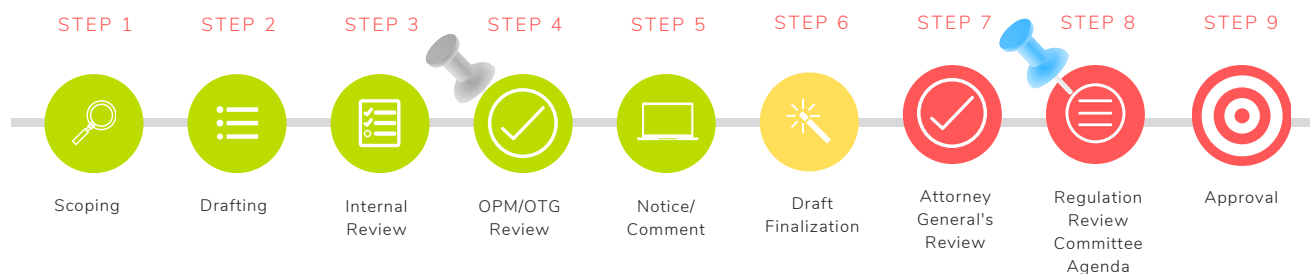 STEP 1
STEP 2
STEP 3
STEP 4
STEP 5
STEP 6
STEP 7
STEP 8
STEP 9
Scoping
Drafting
Internal
Review
OPM/OTG
Review
Notice/
Comment
Draft
Finalization
Attorney
General's
Review
Regulation
Review
Committee
Agenda
Approval